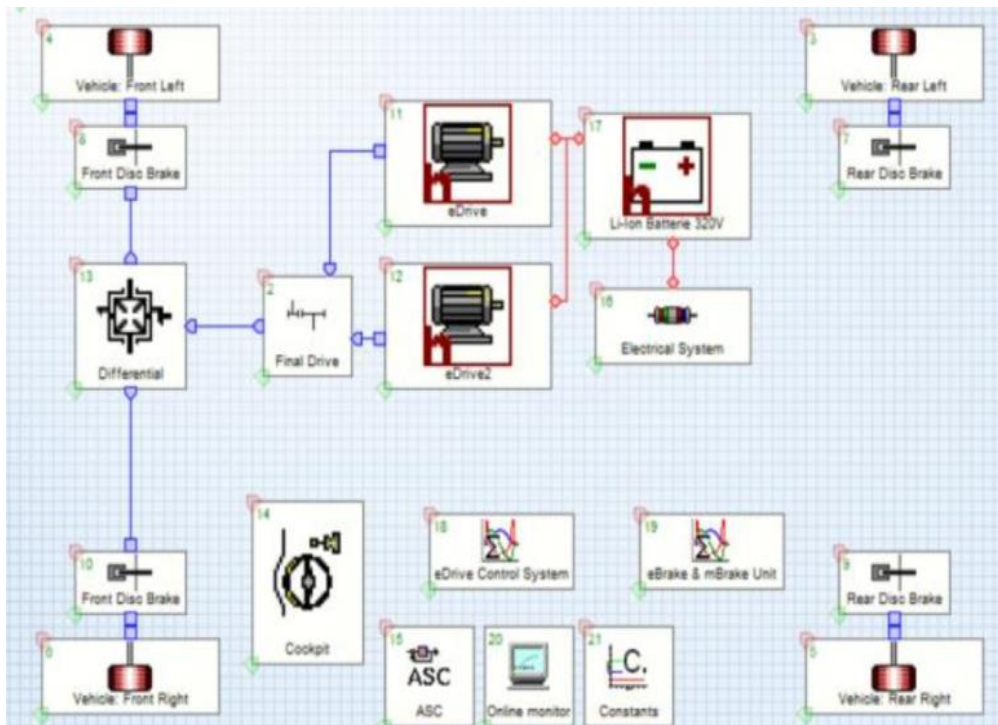 4
Vehicle: Front Left
3
Vehicle: Rear Left
Front Disc Brake
11
eDrive
17
Li-Ion Batterie 320V
7
Rear Disc Brake
13
Differential
2
Final Drive
12
eDrive2
16
Electrical System
10
Front Disc Brake
14
Cockpit
18
eDrive Control System
19
eBrake & mBrake Unit
9
Rear Disc Brake
Vehicle: Front Right
15
ASC
ASC
20
Online monitor
21
C.
Constants
5
Vehicle: Rear Right